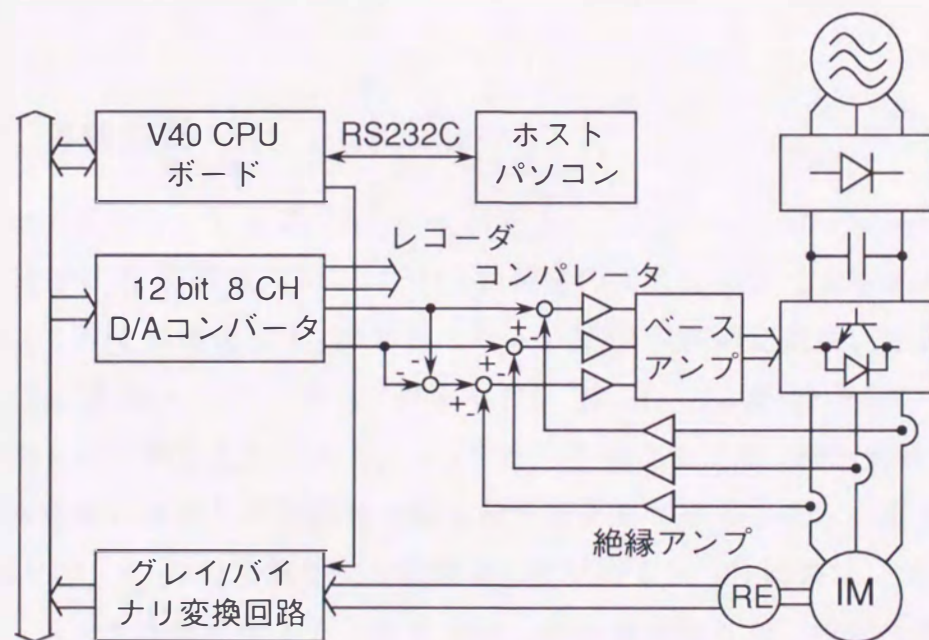 V40 CPU
ボード
RS232C
ホスト
パソコン
レコーダ
コンパレータ
12 bit 8 CH
D/Aコンバータ
ベース
アンプ
+
-
+
-
-
-
+
-
絶縁アンプ
グレイ/バイ
ナリ変換回路
RE
IM